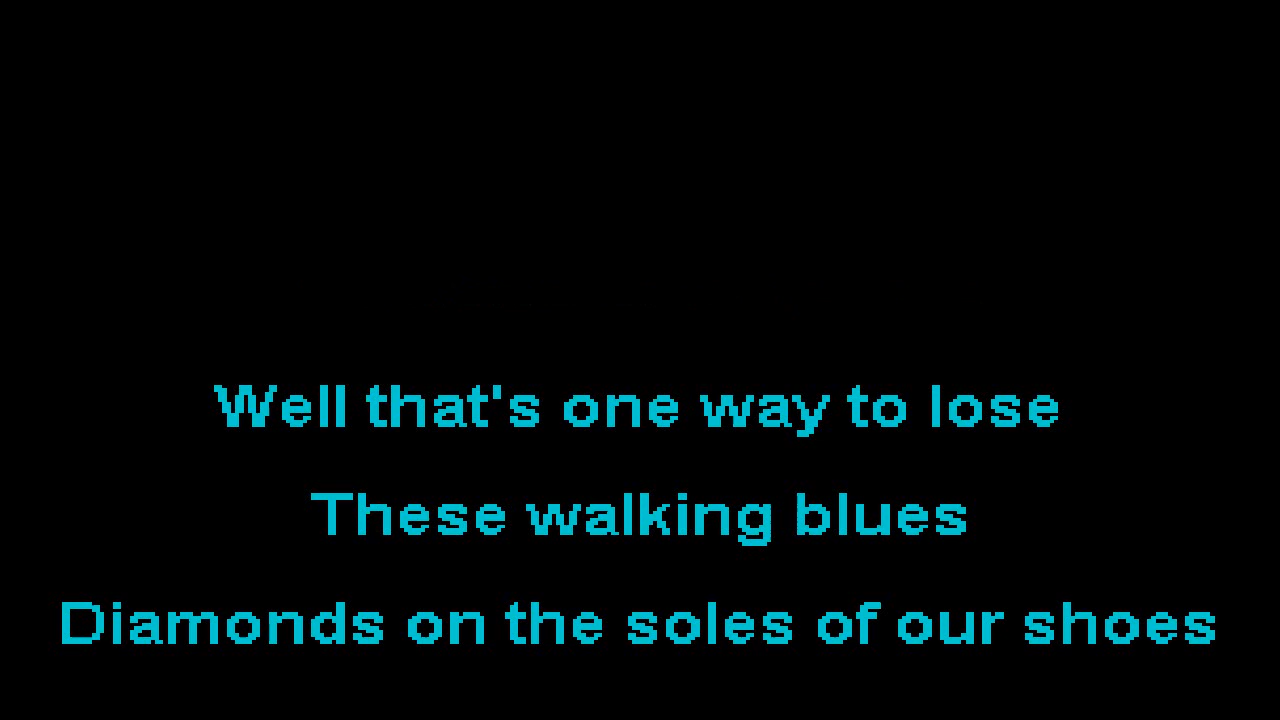 Well that's one way to lose
These walking blues
Diamonds on the soles of our shoes